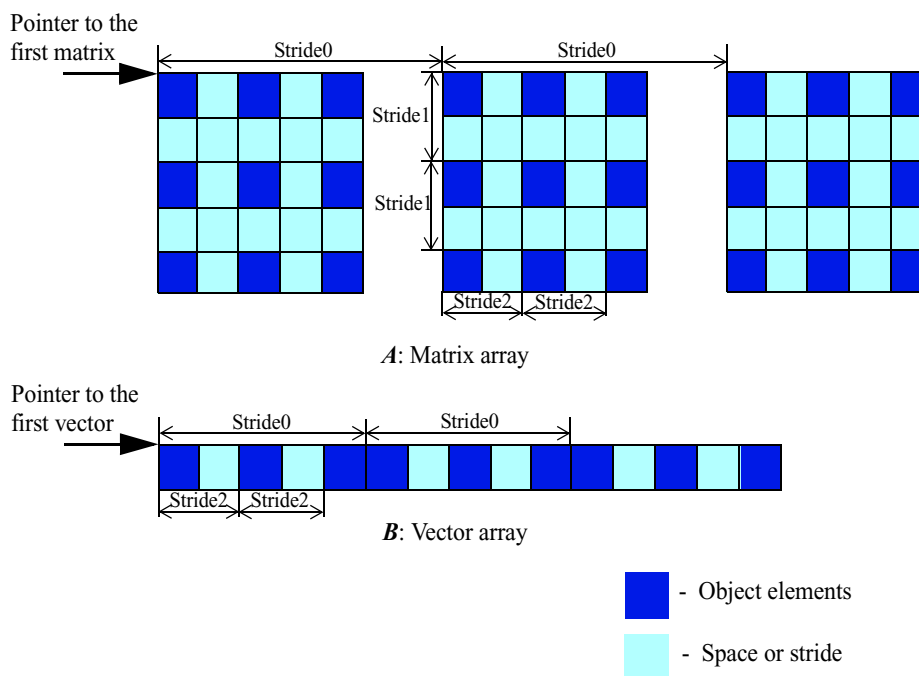 Pointer to the
first matrix
Stride0
Stride0
Stride1
Stride1
Stride2
Stride2
A: Matrix array
Pointer to the
first vector
Stride0
Stride0
Stride2
Stride2
B: Vector array
- Object elements
- Space or stride